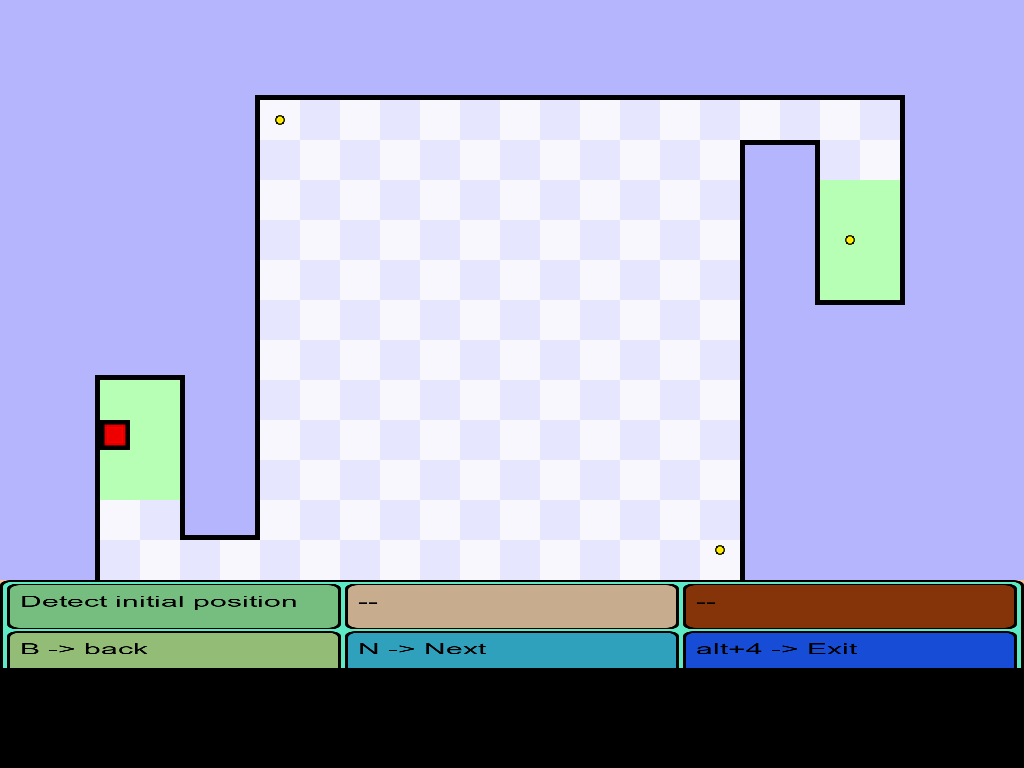 Detect initial position
--
--
B -> back
N -> Next
alt+4 -> Exit